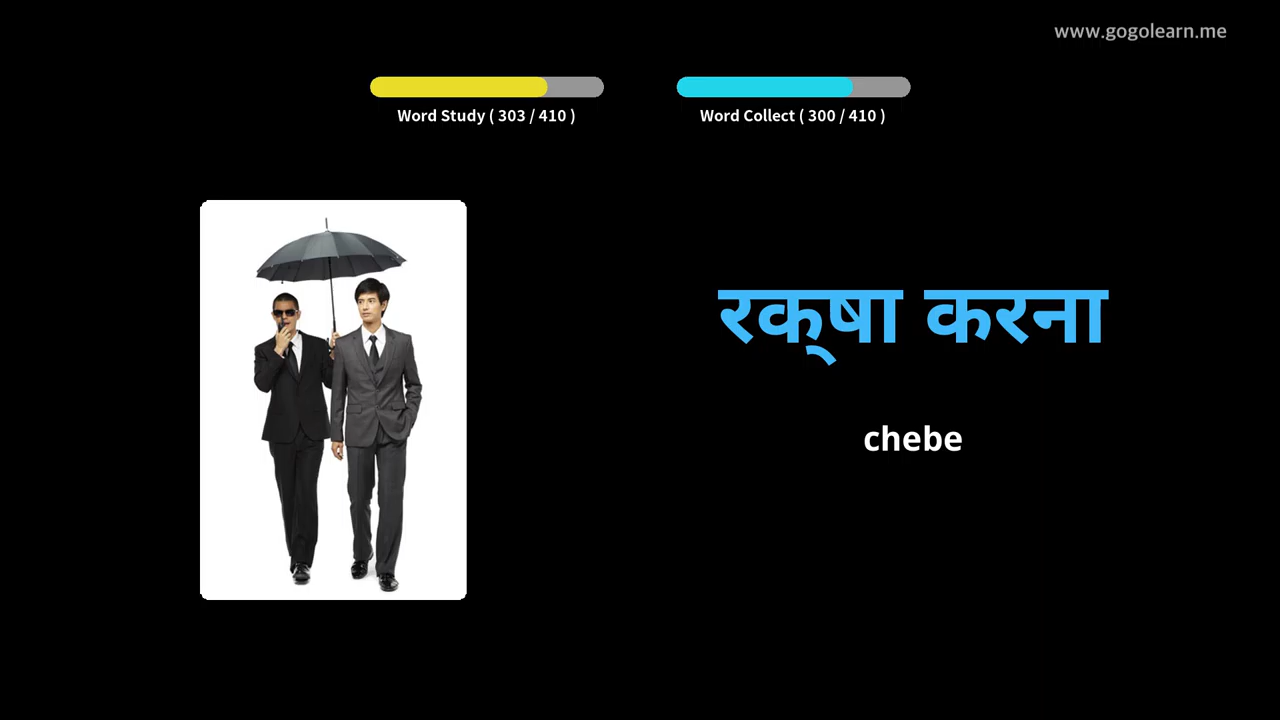 www.gogolearn.me
Word Study ( 303 / 410 )
Word Collect ( 300 / 410 )
रक्‌षा करना
chebe